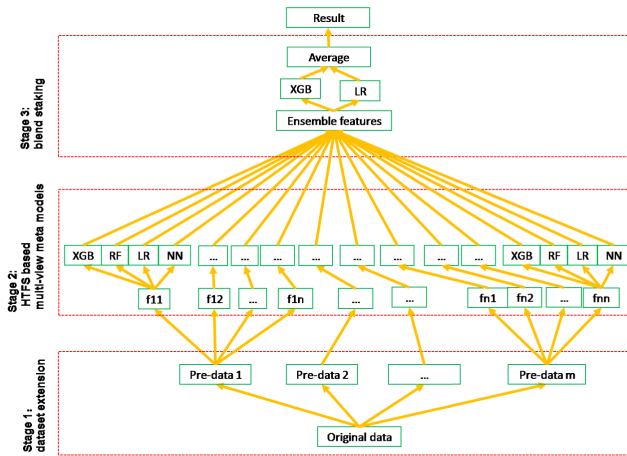 Result
Stage 3:
blend staking
Average
XGB
LR
Ensemble features
Stage 2:
HTFS based
multi-view meta models
XGB RF LR NN ... ... ... ... ... ... ... ... XGB RF LR NN
f11 f12 ... f1n ... ... fn1 fn2 ... fnn
Stage 1:
dataset extension
Pre-data 1 Pre-data 2 ... Pre-data m
Original data